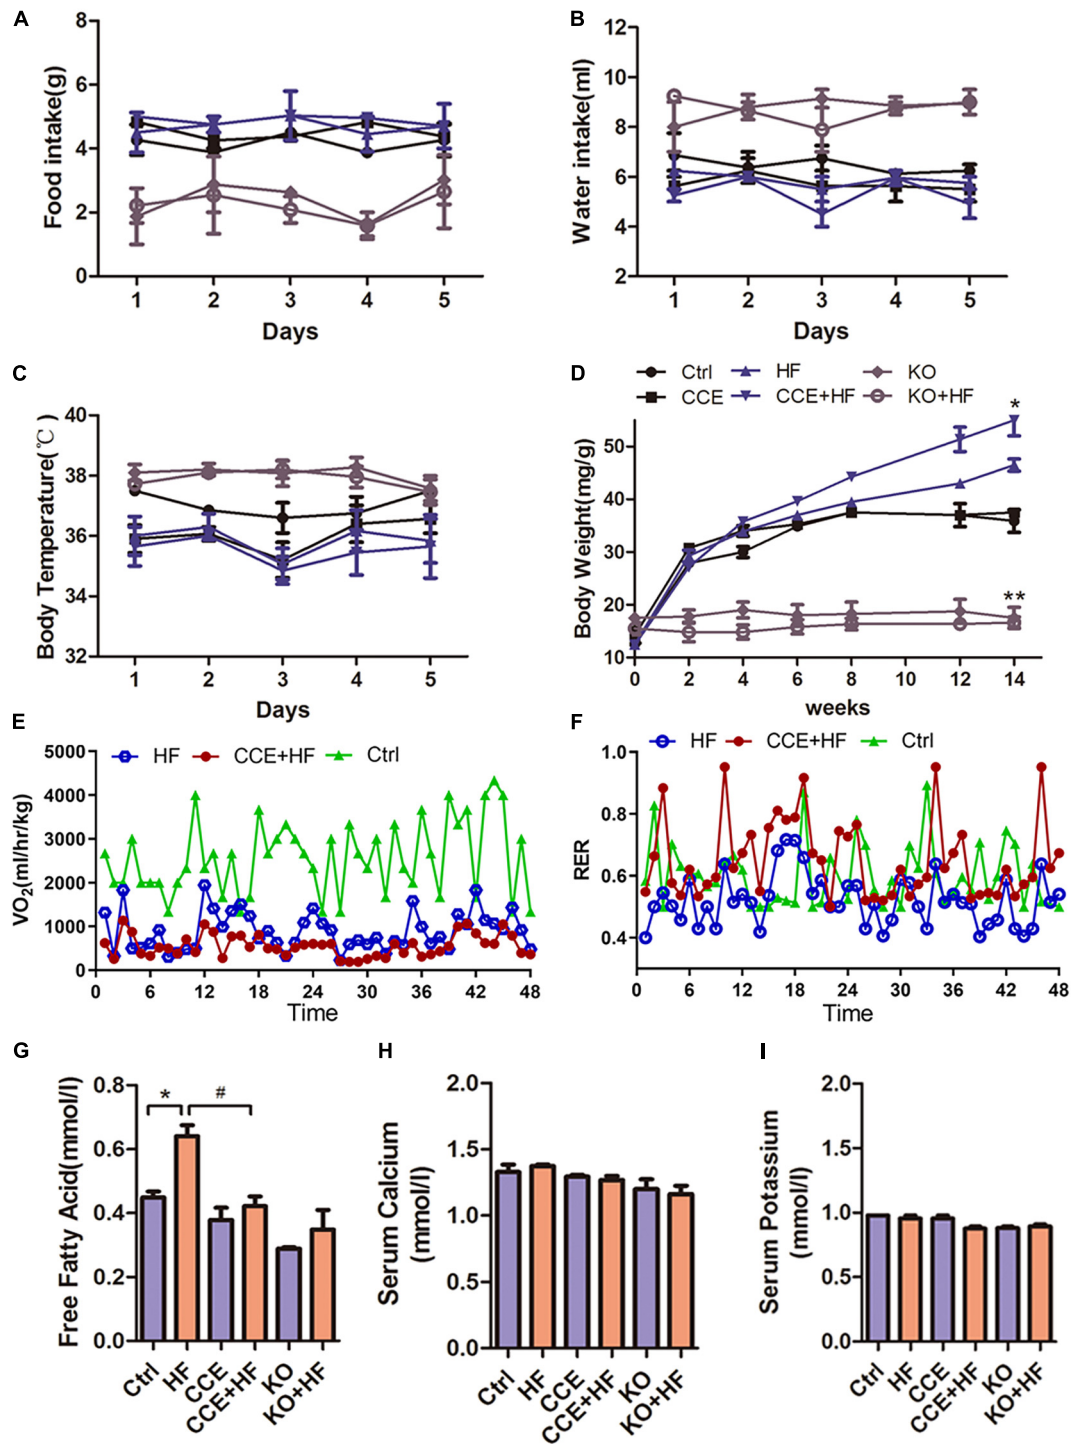 A
Food intake(g)
8
6
4
2
0
1 2 3 4 5
Days
B
Water intake(ml)
12
10
8
6
4
2
1 2 3 4 5
Days
C
Body Temperature(℃)
40
38
36
34
32
1 2 3 4 5
Days
D
Ctrl HF KO
CCE CCE+HF KO+HF
Body Weight(mg/g)
50
40
30
20
10
*
**
0 2 4 6 8 10 12 14
weeks
E
HF CCE+HF Ctrl
VO2(ml/hr/kg)
5000
4000
3000
2000
1000
0
0 6 12 18 24 30 36 42 48
Time
F
HF CCE+HF Ctrl
RER
1.0
0.8
0.6
0.4
0 6 12 18 24 30 36 42 48
Time
G
Free Fatty Acid(mmol/l)
0.8
0.6
0.4
0.2
0.0
* #
Ctrl HF CCE CCE+HF KO KO+HF
H
Serum Calcium
(mmol/l)
2.0
1.5
1.0
0.5
0.0
Ctrl HF CCE CCE+HF KO KO+HF
I
Serum Potassium
(mmol/l)
2.0
1.5
1.0
0.5
0.0
Ctrl HF CCE CCE+HF KO KO+HF